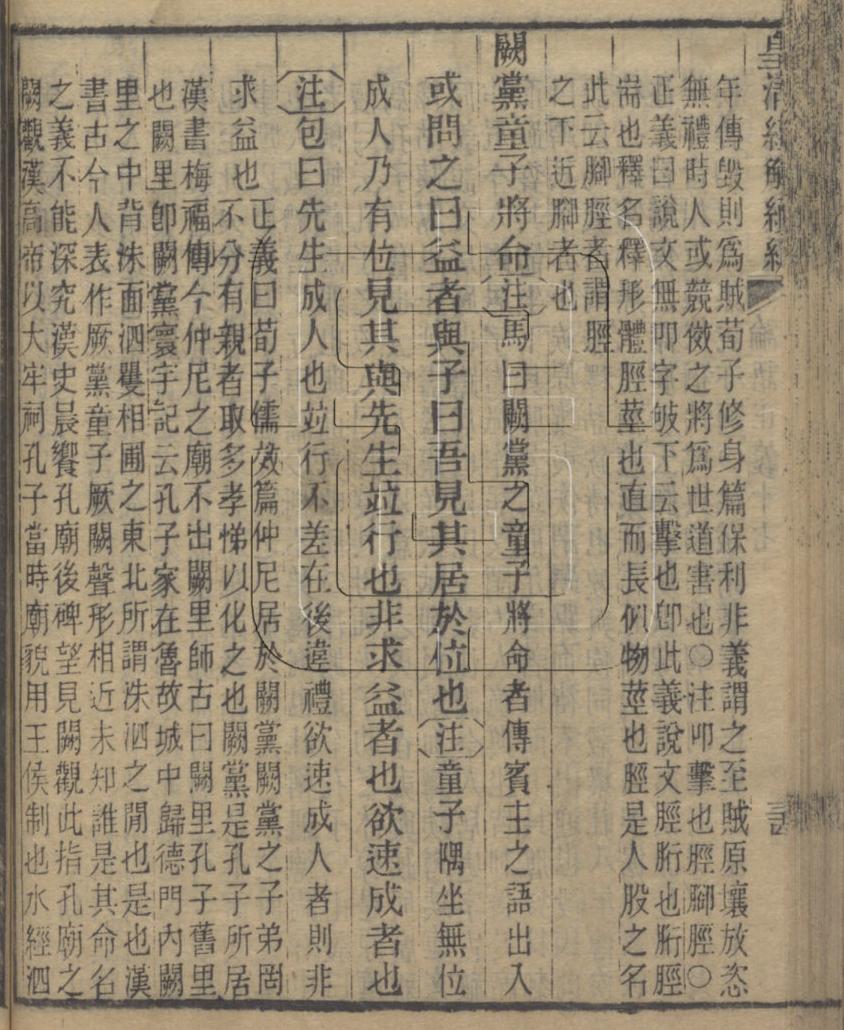 皇清經解續編
年傳毀則爲賊荀子修身篇保利非義謂之至賊原壤放恣
無禮時人或競傚之將爲世道害也〇注叩擊也脛腳脛〇
正義曰說文無叩字𢻃下云擊也卽此義說文脛胻也胻脛
耑也釋名釋形體脛莖也直而長似物莖也脛是人股之名
此云腳脛者謂脛
之下近腳者也
闕黨童子將命注馬曰闕黨之童子將命者傳賓主之語出入
或問之曰益者與子曰吾見其居於位也注童子隅坐無位
成人乃有位見其與先生竝行也非求益者也欲速成者也
注包曰先生成人也竝行不差在後違禮欲速成人者則非
求益也
正義曰荀子儒效篇仲尼居於闕黨闕黨之子弟罔
不分有親者取多孝悌以化之也闕黨是孔子所居
漢書梅福傳今仲尼之廟不出闕里師古曰闕里孔子舊里
也闕里卽闕黨寰宇記云孔子家在魯故城中歸德門內闕
里之中背洙面泗矍相圃之東北所謂洙泗之閒也是也漢
書古今人表作厥黨童子厥闕聲形相近未知誰是其命名
之義不能深究漢史晨饗孔廟後碑望見闕觀此指孔廟之
闕觀漢高帝以大牢祠孔子當時廟貌用王侯制也水經泗